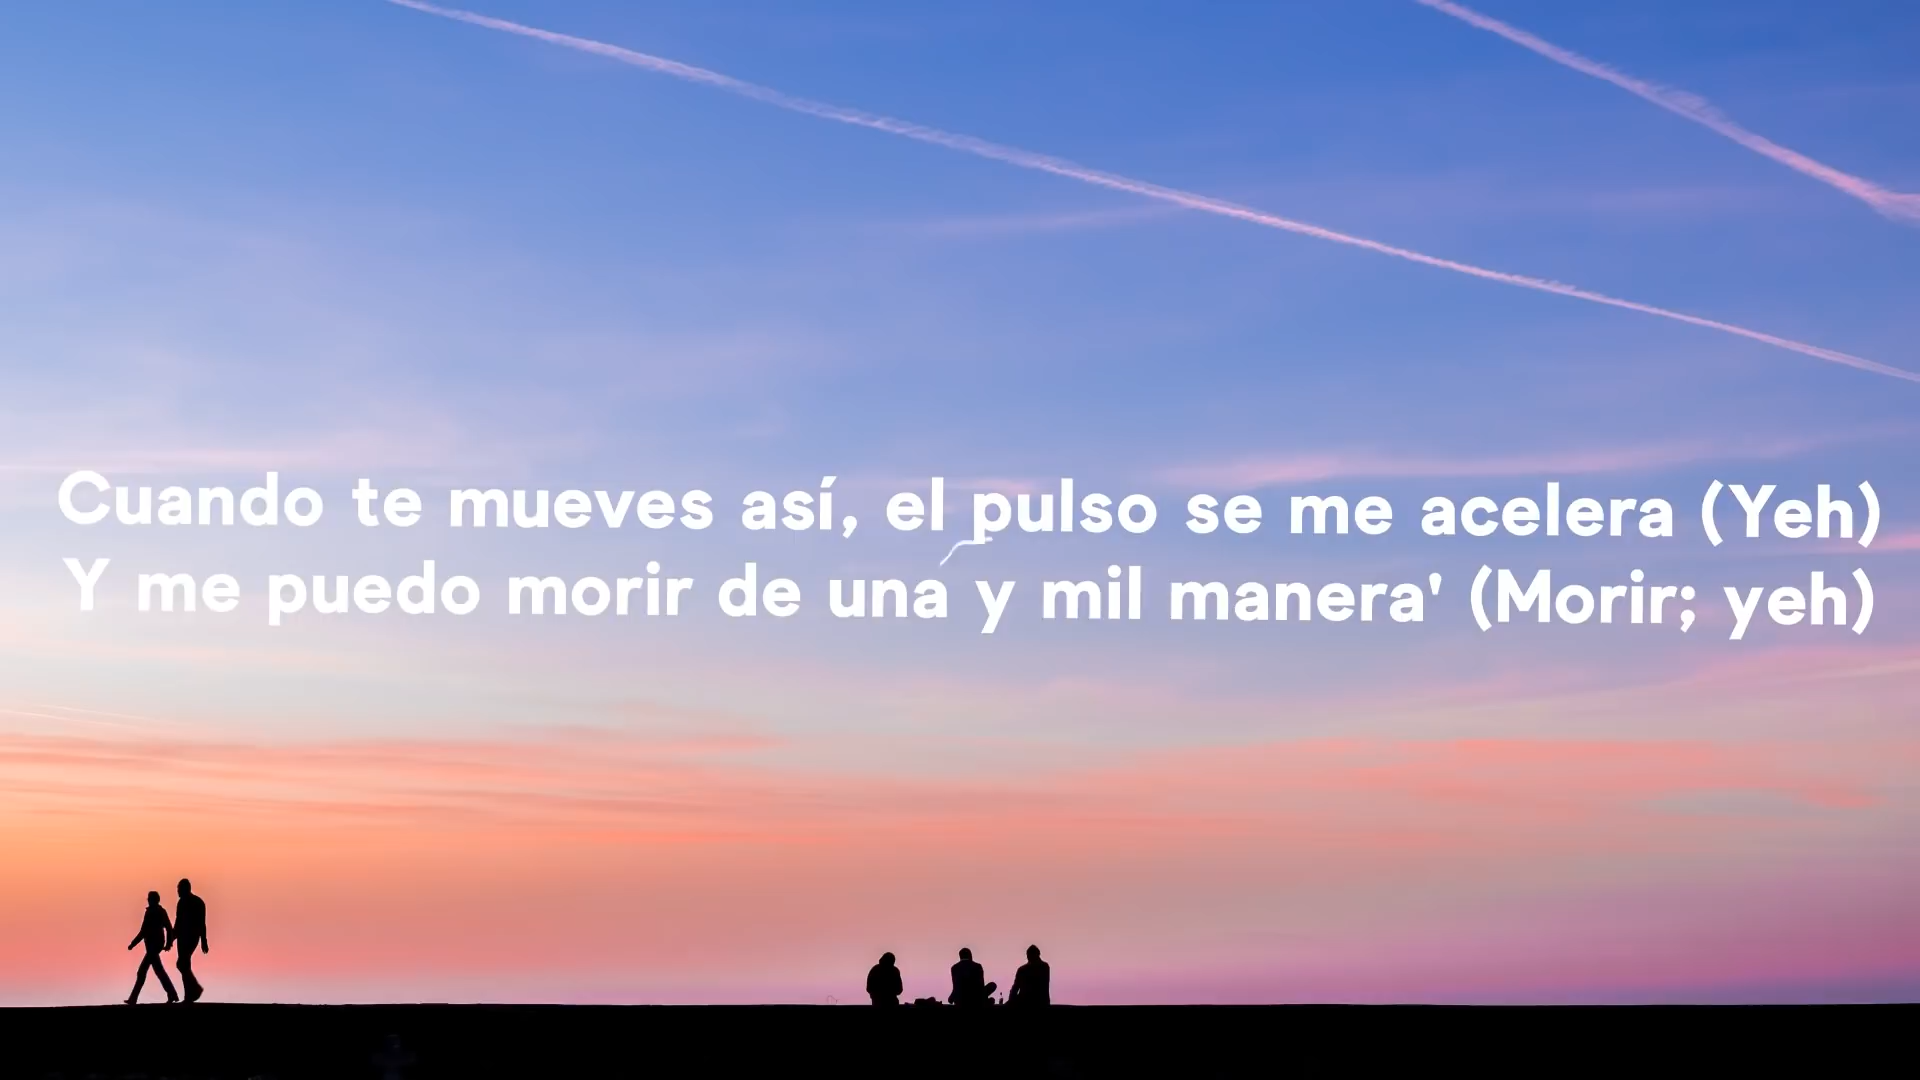 Cuando te mueves así, el pulso se me acelera (Yeh)
Y me puedo morir de una y mil manera' (Morir; yeh)